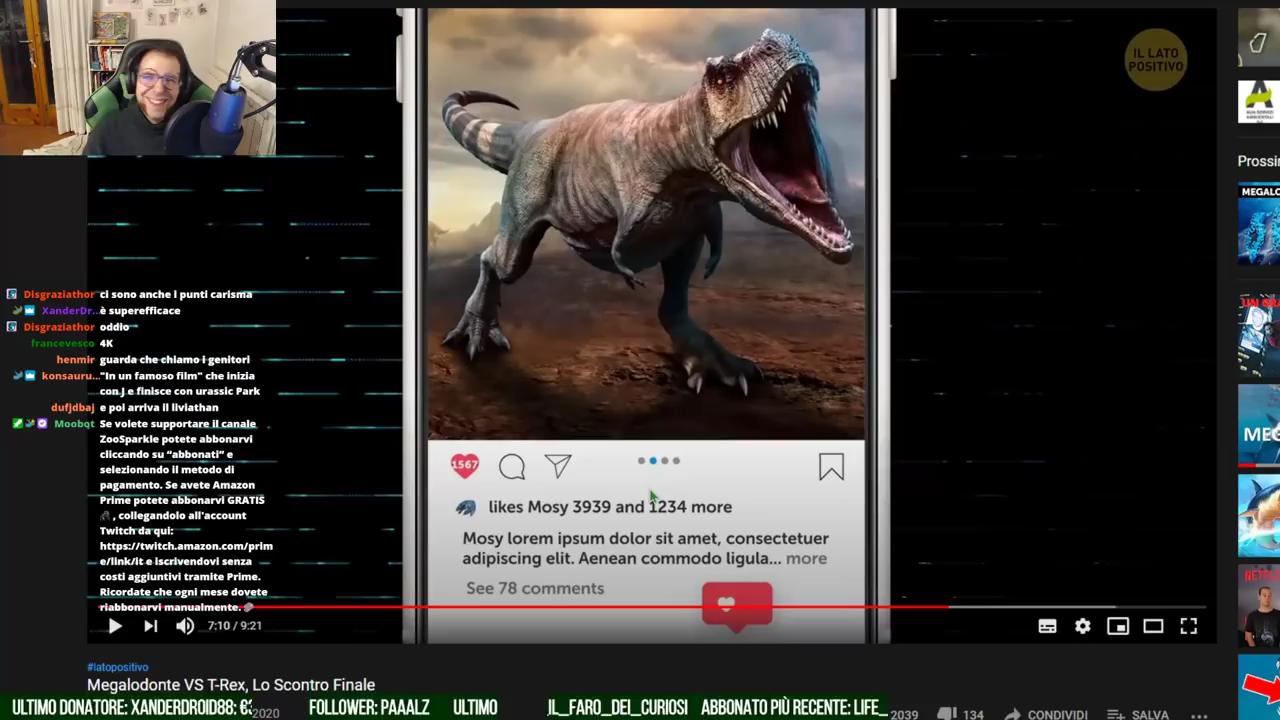 IL LATO
POSITIVO
Prossin
MEGALO
Disgraziathor ci sono anche i punti carisma
XanderDr... è superefficace
Disgraziathor oddio
francevesco 4K
henmir guarda che chiamo i genitori
konsauru... "In un famoso film" che inizia
con J e finisce con urassic Park
dufjdbaj e poi arriva il liviathan
Moobot Se volete supportare il canale
ZooSparkle potete abbonarvi
cliccando su "abbonati" e
selezionando il metodo di
pagamento. Se avete Amazon
Prime potete abbonarvi GRATIS
, collegandolo all'account
Twitch da qui:
https://twitch.amazon.com/prim
e/link/it e iscrivendovi senza
costi aggiuntivi tramite Prime.
Ricordate che ogni mese dovete
riabbonarvi manualmente.
1567
likes Mosy 3939 and 1234 more
Mosy lorem ipsum dolor sit amet, consectetuer
adipiscing elit. Aenean commodo ligula... more
See 78 comments
7:10 / 9:21
#latopositivo
Megalodonte VS T-Rex, Lo Scontro Finale
ULTIMO DONATORE: XANDERDROID88: €3
FOLLOWER: PAAALZ
ULTIMO
IL_FARO_DEI_CURIOSI
ABBONATO PIÙ RECENTE: LIFE_
2020
2039
134
CONDIVIDI
SALVA
MEG
NETFLIX